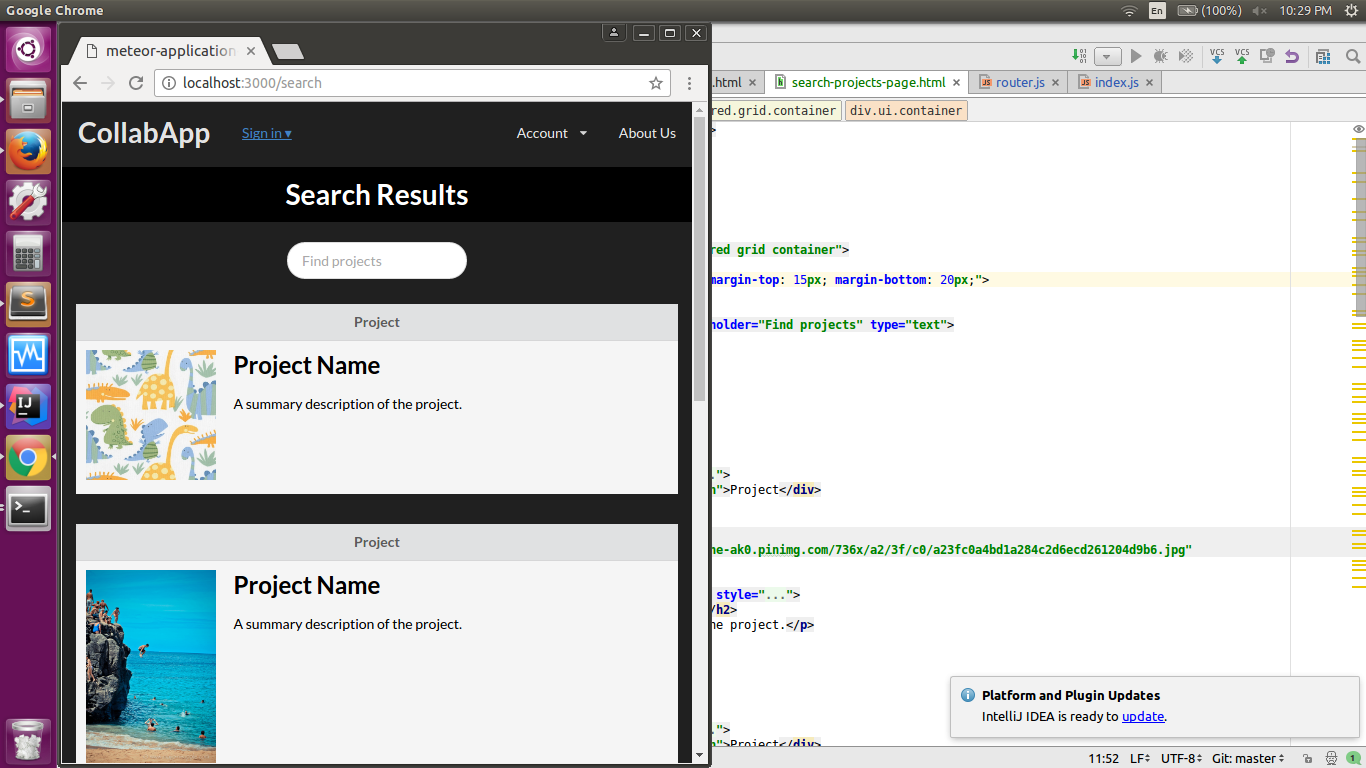 Google Chrome
En
(100%)
10:29 PM
meteor-application
localhost:3000/search
CollabApp
Sign in ▾
Account
About Us
Search Results
Find projects
Project
Project Name
A summary description of the project.
Project
Project Name
A summary description of the project.
VCS
VCS
.html
search-projects-page.html
router.js
index.js
red.grid.container
div.ui.container
>
red grid container">
margin-top: 15px; margin-bottom: 20px;">
holder="Find projects" type="text">
.">
">Project</div>
ne-ak0.pinimg.com/736x/a2/3f/c0/a23fc0a4bd1a284c2d6ecd261204d9b6.jpg"
style="...">
/h2>
he project.</p>
.">
">Project</div>
Platform and Plugin Updates
IntelliJ IDEA is ready to update.
11:52
LF
UTF-8
Git: master
1